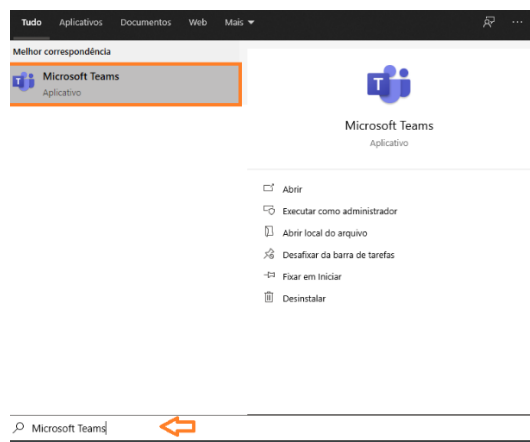 Tudo Aplicativos Documentos Web Mais
Melhor correspondência
Microsoft Teams
Aplicativo
T
Microsoft Teams
Aplicativo
Abrir
Executar como administrador
Abrir local do arquivo
Desafixar da barra de tarefas
Fixar em Iniciar
Desinstalar
Microsoft Teams